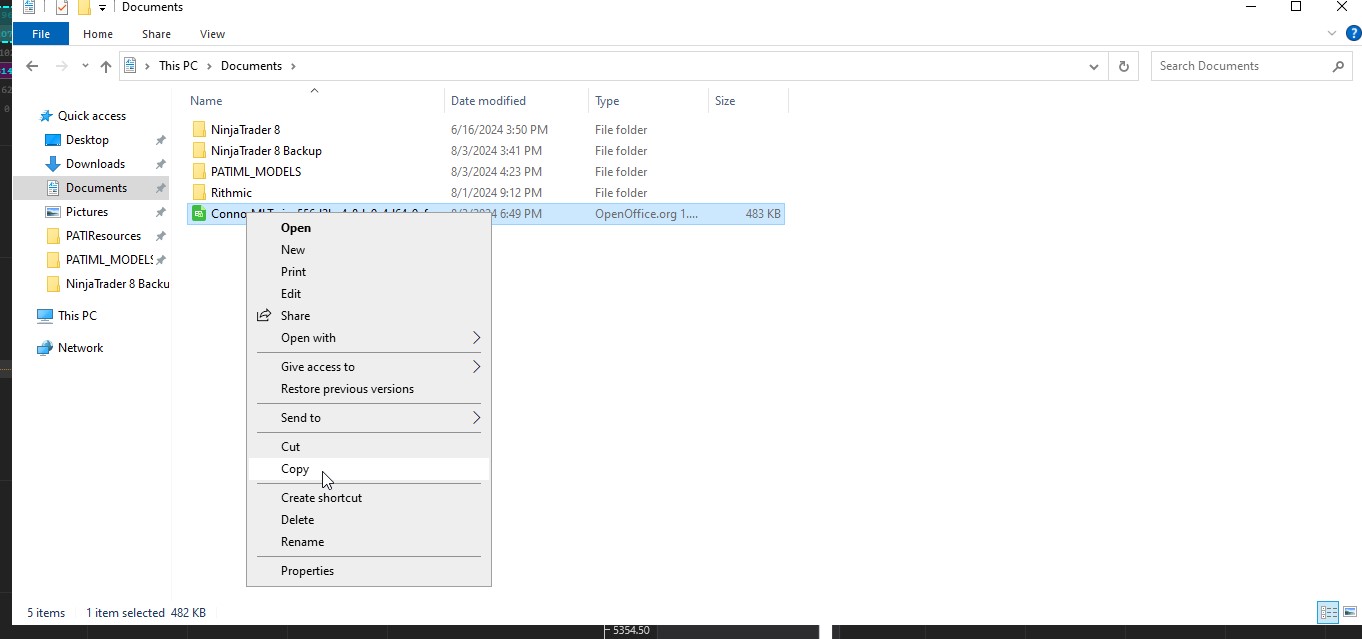 Documents
File Home Share View
This PC Documents Search Documents
Name Date modified Type Size
Quick access
Desktop
Downloads
Documents
Pictures
PATIResources
PATIML_MODELS
NinjaTrader 8 Backu
This PC
Network
NinjaTrader 8 6/16/2024 3:50 PM File folder
NinjaTrader 8 Backup 8/3/2024 3:41 PM File folder
PATIML_MODELS 8/3/2024 4:23 PM File folder
Rithmic 8/1/2024 9:12 PM File folder
6:49 PM OpenOffice.org 1.... 483 KB
Open
New
Print
Edit
Share
Open with
Give access to
Restore previous versions
Send to
Cut
Copy
Create shortcut
Delete
Rename
Properties
5 items 1 item selected 482 KB
5354.50